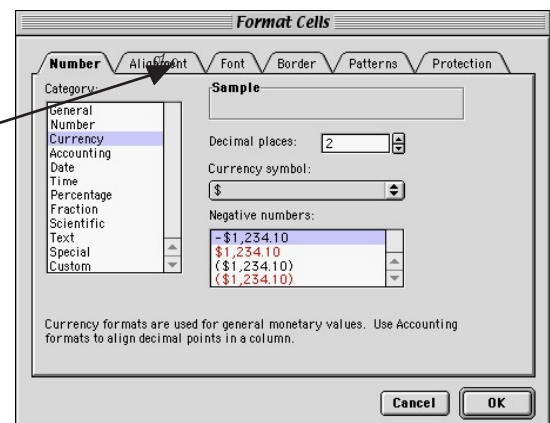 Format Cells
Number Alignment Font Border Patterns Protection
Category:
General
Number
Currency
Accounting
Date
Time
Percentage
Fraction
Scientific
Text
Special
Custom
Sample
Decimal places: 2
Currency symbol:
$
Negative numbers:
-$1,234.10
$1,234.10
($1,234.10)
($1,234.10)
Currency formats are used for general monetary values. Use Accounting
formats to align decimal points in a column.
Cancel OK